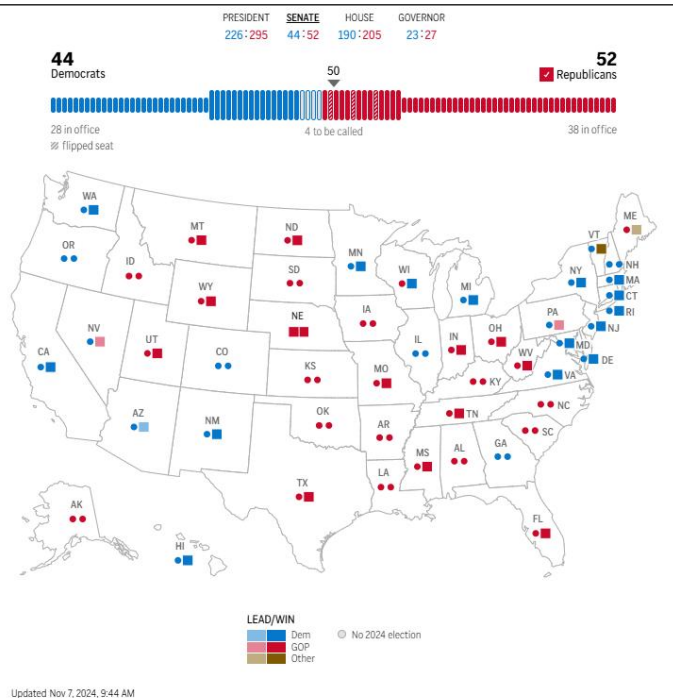 PRESIDENT SENATE HOUSE GOVERNOR
226:295 44:52 190:205 23:27
44
Democrats
50
52
Republicans
28 in office
4 to be called
38 in office
flipped seat
WA
OR
ID
MT
ND
MN
WI
MI
VT
ME
NH
NY
MA
CT
RI
SD
WY
NE
IA
PA
NJ
NV
UT
CO
CA
KS
MO
IL
IN
OH
WV
MD
DE
VA
KY
NC
AZ
NM
OK
AR
TN
SC
MS
AL
GA
TX
LA
AK
HI
FL
LEAD/WIN
Dem
GOP
Other
No 2024 election
Updated Nov 7, 2024, 9:44 AM